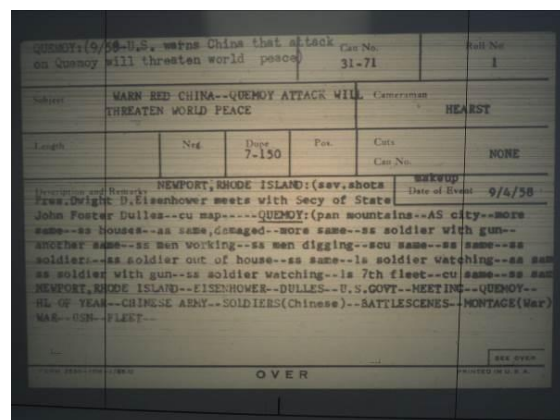 QUEMOY:(9/58-U.S. warns China that attack
on Quemoy will threaten world peace)
Can No.
31-71
Roll No.
1
Subject
WARN RED CHINA--QUEMOY ATTACK WILL
THREATEN WORLD PEACE
Cameraman
HEARST
Length
Neg.
Dope
7-150
Pos.
Cuts
Can No.
NONE
makeup
Description and Remarks
NEWPORT,RHODE ISLAND:(sev.shots
Date of Event
9/4/58
Pres.Dwight D.Eisenhower meets with Secy of State
John Foster Dulles--cu map-----QUEMOY:(pan mountains--AS city--more
same--ss houses--as same,damaged--more same--ss soldier with gun--
another same--ss men working--ss men digging--scu same--ss same--ss
soldiers--ss soldier out of house--ss same--ls soldier watching--ss sam
ss soldier with gun--ss soldier watching--ls 7th fleet--cu same--ss sam
NEWPORT,RHODE ISLAND--EISENHOWER--DULLES--U.S.GOVT--MEETING--QUEMOY--
HL OF YEAR--CHINESE ARMY--SOLDIERS(Chinese)--BATTLESCENES--MONTAGE(War)
WAR--USN--FLEET--
SEE OVER
OVER
PRINTED IN U.S.A.